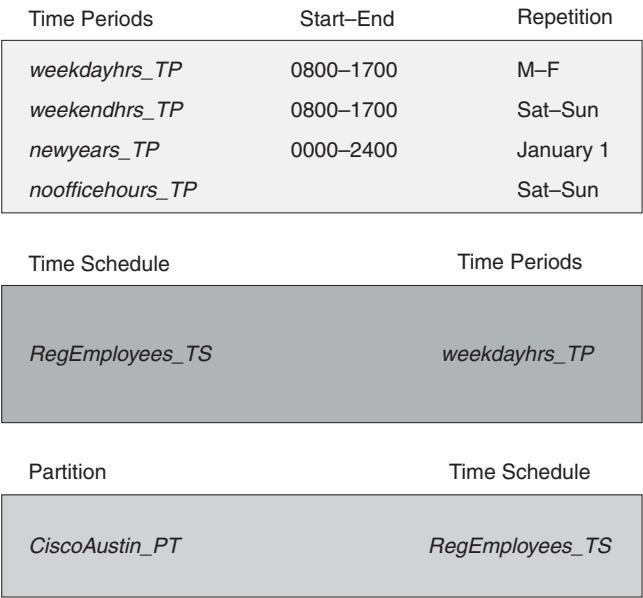 Time Periods Start–End Repetition
weekdayhrs_TP 0800–1700 M–F
weekendhrs_TP 0800–1700 Sat–Sun
newyears_TP 0000–2400 January 1
noofficehours_TP Sat–Sun
Time Schedule Time Periods
RegEmployees_TS weekdayhrs_TP
Partition Time Schedule
CiscoAustin_PT RegEmployees_TS